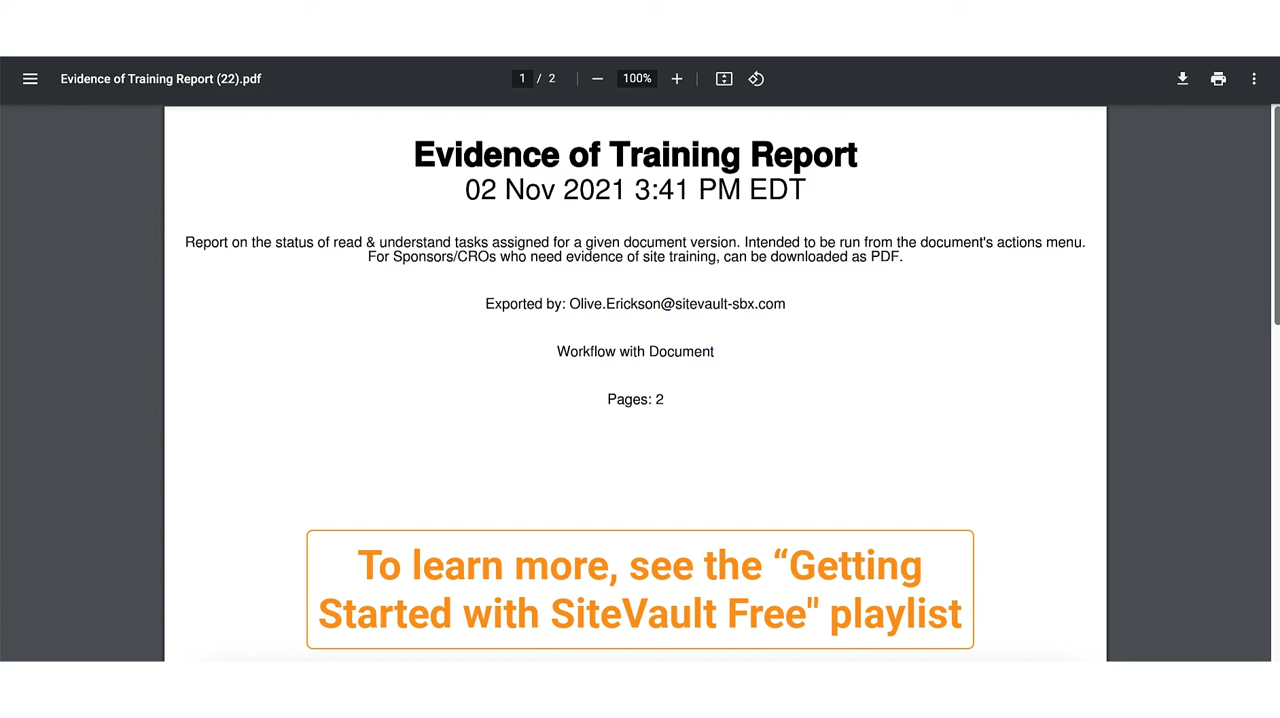 Evidence of Training Report (22).pdf
1 / 2
100%
Evidence of Training Report
02 Nov 2021 3:41 PM EDT
Report on the status of read & understand tasks assigned for a given document version. Intended to be run from the document's actions menu.
For Sponsors/CROs who need evidence of site training, can be downloaded as PDF.
Exported by: Olive.Erickson@sitevault-sbx.com
Workflow with Document
Pages: 2
To learn more, see the “Getting
Started with SiteVault Free" playlist